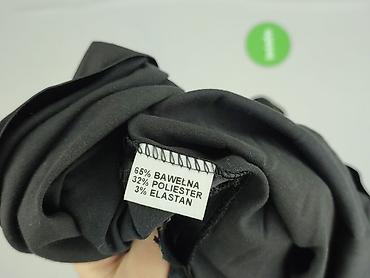 65% BAWEŁNA
32% POLIESTER
3% ELASTAN